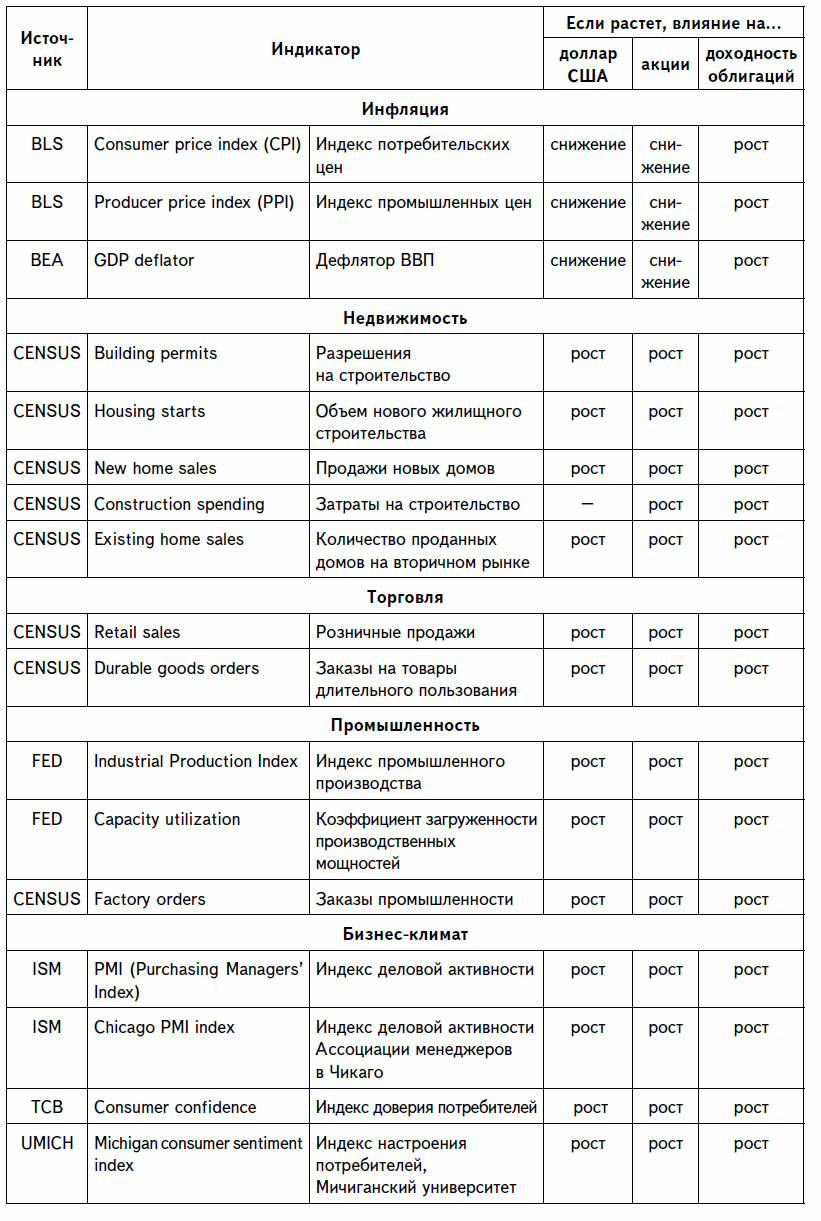 Источ-
ник
Индикатор
Если растет, влияние на...
доллар
США
акции
доходность
облигаций
Инфляция
BLS Consumer price index (CPI) Индекс потребительских снижение сни- рост
цен жение
BLS Producer price index (PPI) Индекс промышленных цен снижение сни- рост
жение
BEA GDP deflator Дефлятор ВВП снижение сни- рост
жение
Недвижимость
CENSUS Building permits Разрешения рост рост рост
на строительство
CENSUS Housing starts Объем нового жилищного рост рост рост
строительства
CENSUS New home sales Продажи новых домов рост рост рост
CENSUS Construction spending Затраты на строительство — рост рост
CENSUS Existing home sales Количество проданных рост рост рост
домов на вторичном рынке
Торговля
CENSUS Retail sales Розничные продажи рост рост рост
CENSUS Durable goods orders Заказы на товары рост рост рост
длительного пользования
Промышленность
FED Industrial Production Index Индекс промышленного рост рост рост
производства
FED Capacity utilization Коэффициент загруженности рост рост рост
производственных
мощностей
CENSUS Factory orders Заказы промышленности рост рост рост
Бизнес-климат
ISM PMI (Purchasing Managers’ Индекс деловой активности рост рост рост
Index)
ISM Chicago PMI index Индекс деловой активности рост рост рост
Ассоциации менеджеров
в Чикаго
TCB Consumer confidence Индекс доверия потребителей рост рост рост
UMICH Michigan consumer sentiment Индекс настроения рост рост рост
index потребителей,
Мичиганский университет